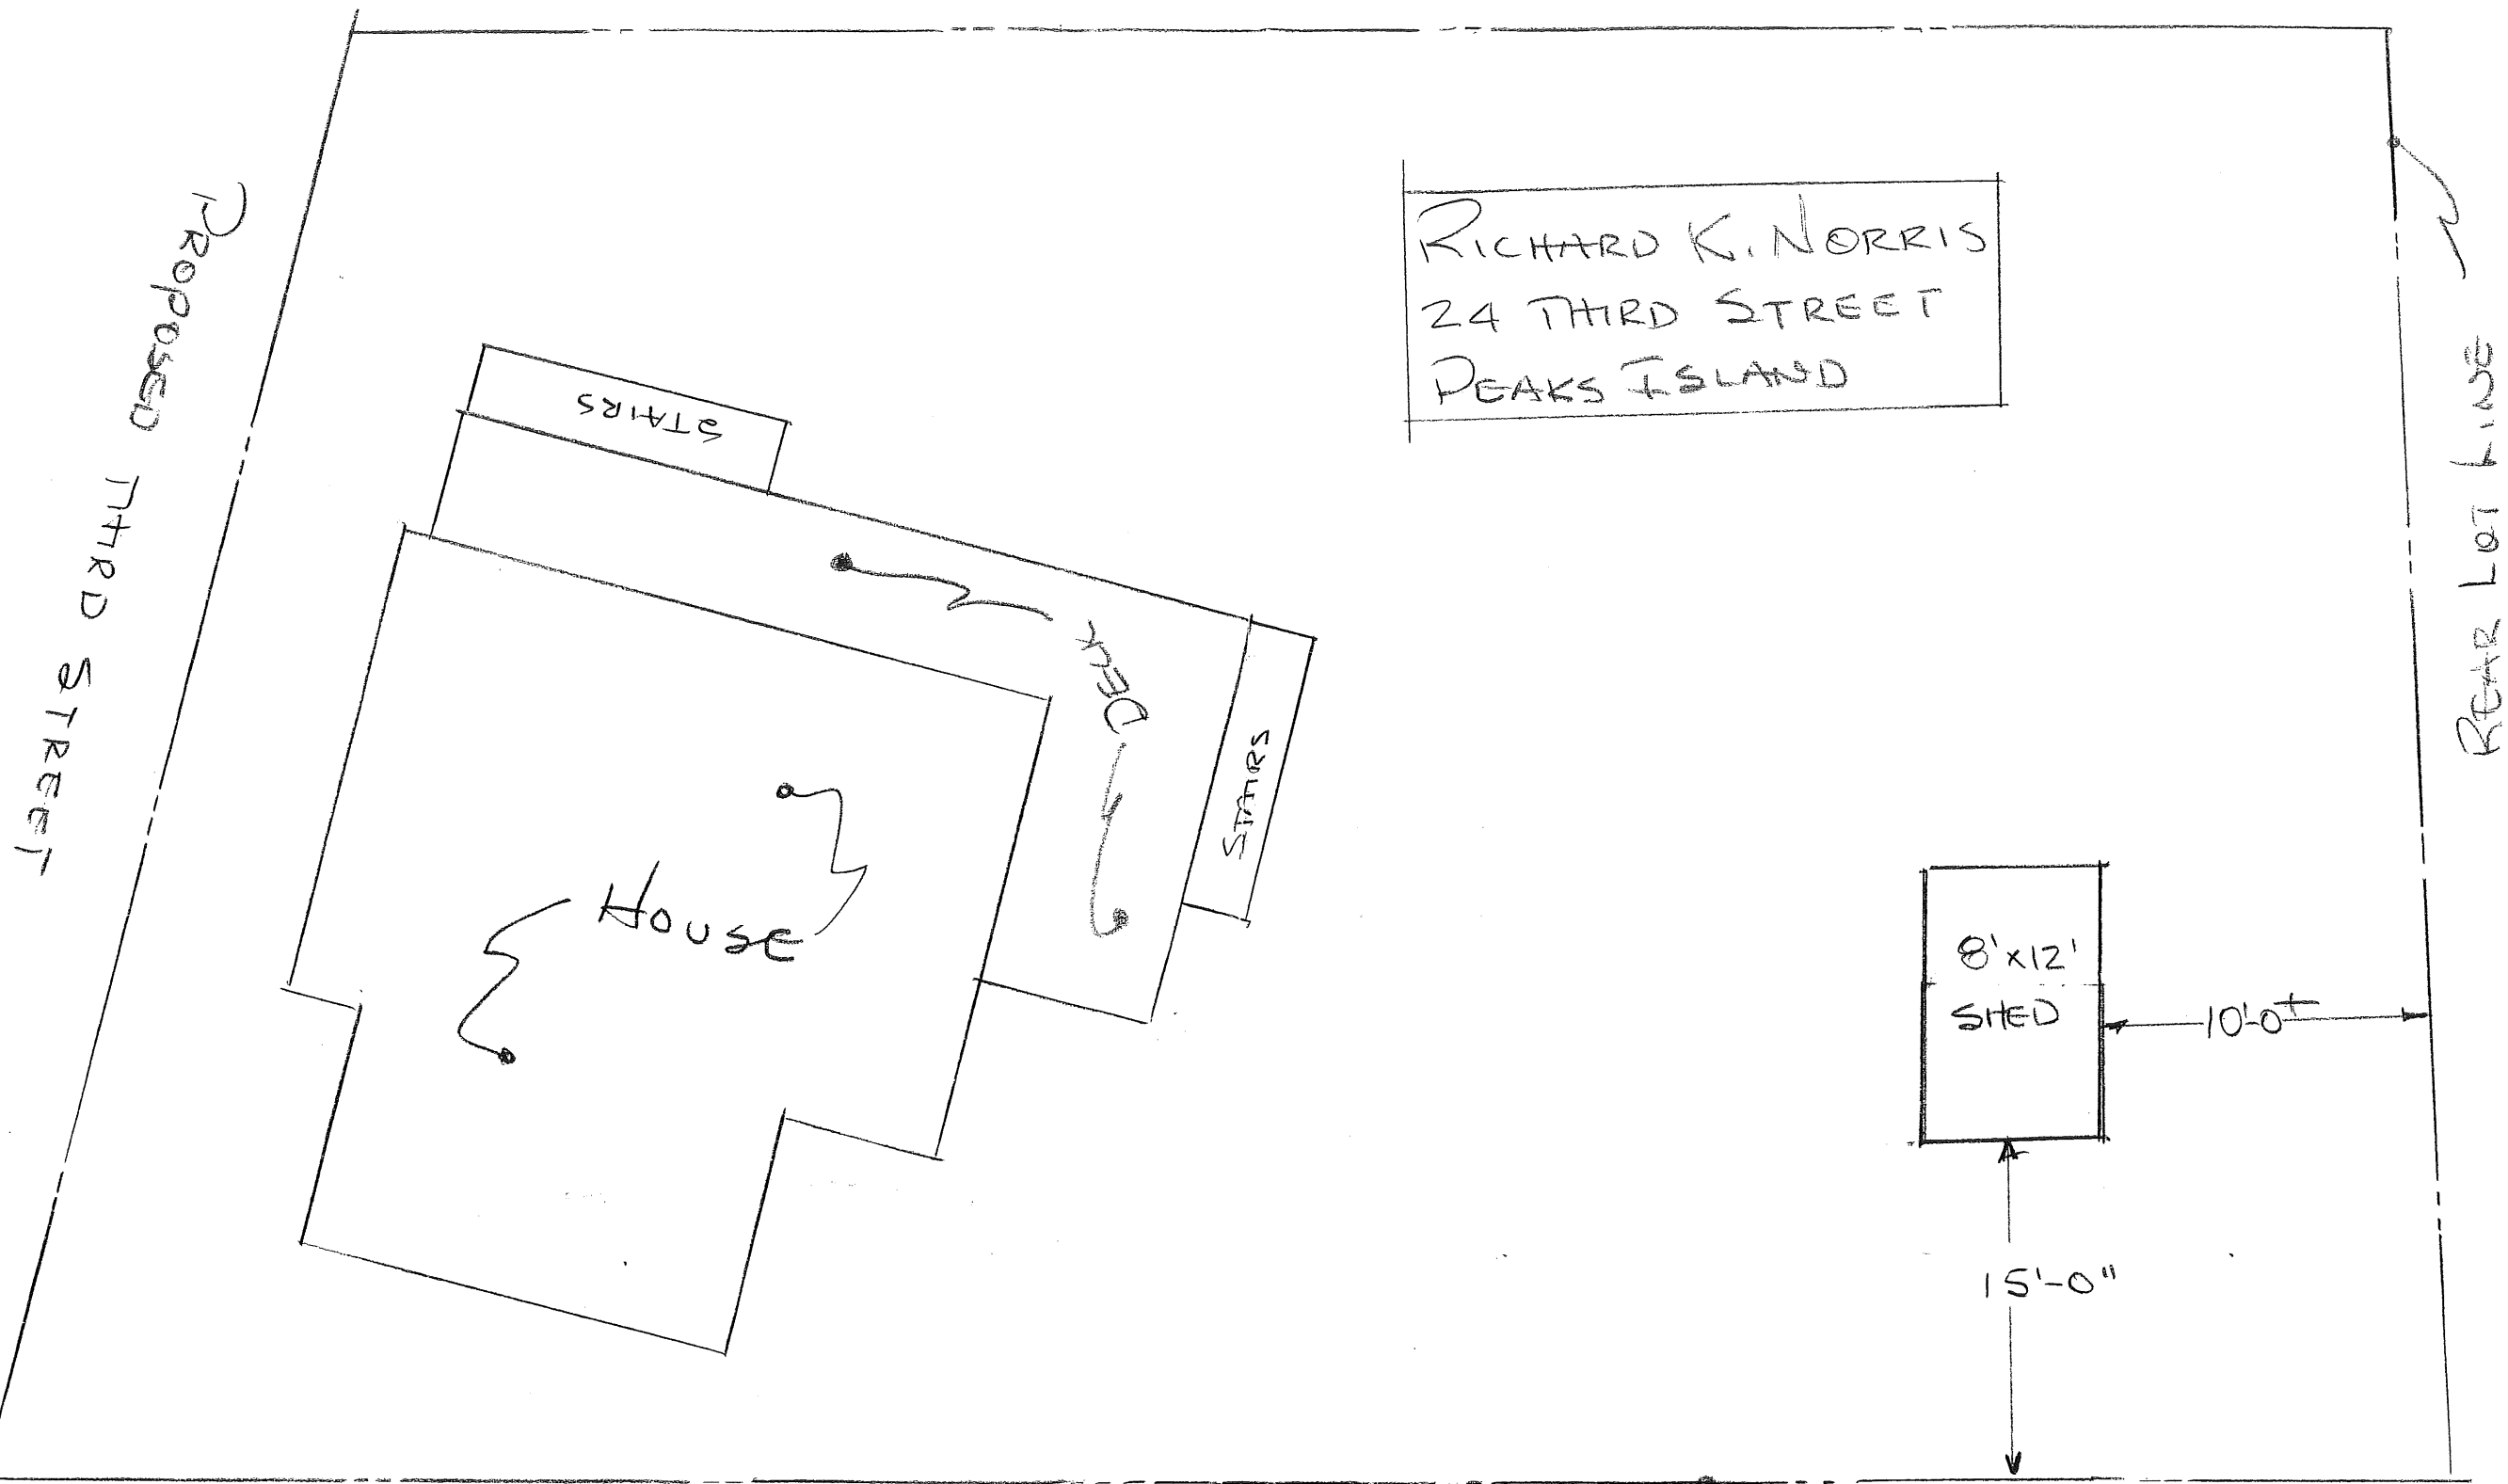 RICHARD K. NORRIS
24 THIRD STREET
PEAKS ISLAND
PROPOSED THIRD STREET
STAIRS
DECK
STAIRS
HOUSE
8'x12'
SHED
10'-0±
15'-0"
REAR LOT LINE